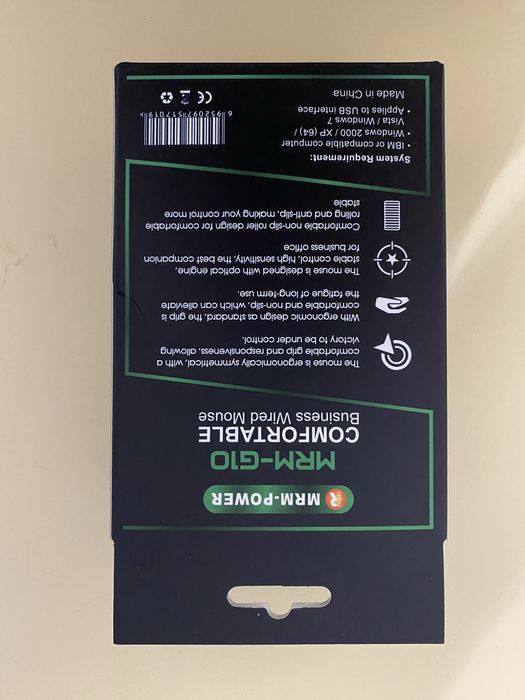 MRM-POWER
MRM-G10
COMFORTABLE
Business Wired Mouse
The mouse is ergonomically, symmetrically, with a
comfortable grip and responsiveness, allowing
victory to be under control.
With ergonomic design as standard, the grip is
comfortable and non-slip, which can alleviate
the fatigue of long-term use.
The mouse is designed with optical engine,
stable control, high sensitivity, the best companion
for business office
Comfortable non-slip roller design for comfortable
rolling and anti-slip, making your control more
stable
System Requirement:
• IBM or compatible computer
• Windows 2000 / XP (64) /
Vista / Windows 7
• Applies to USB interface
Made in China
6 952097 517019 >
CE